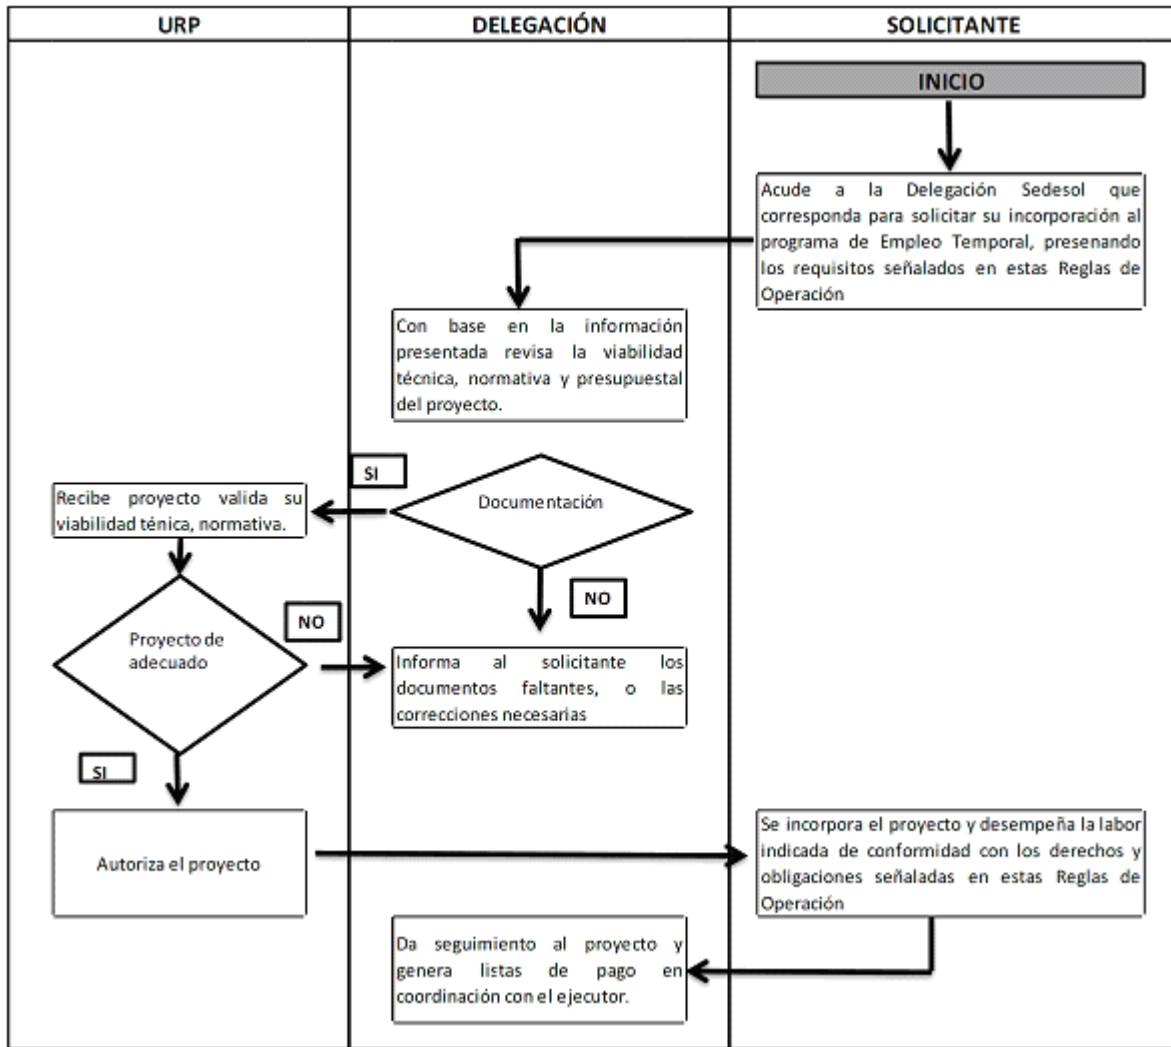 URP
DELEGACIÓN
SOLICITANTE
INICIO
Acude a la Delegación Sedesol que
corresponda para solicitar su incorporación al
programa de Empleo Temporal, presenando
los requisitos señalados en estas Reglas de
Operación
Con base en la información
presentada revisa la viabilidad
técnica, normativa y presupuestal
del proyecto.
SI
Documentación
Recibe proyecto valida su
viabilidad ténica, normativa.
NO
NO
Proyecto de
adecuado
Informa al solicitante los
documentos faltantes, o las
correcciones necesarias
SI
Autoriza el proyecto
Se incorpora el proyecto y desempeña la labor
indicada de conformidad con los derechos y
obligaciones señaladas en estas Reglas de
Operación
Da seguimiento al proyecto y
genera listas de pago en
coordinación con el ejecutor.